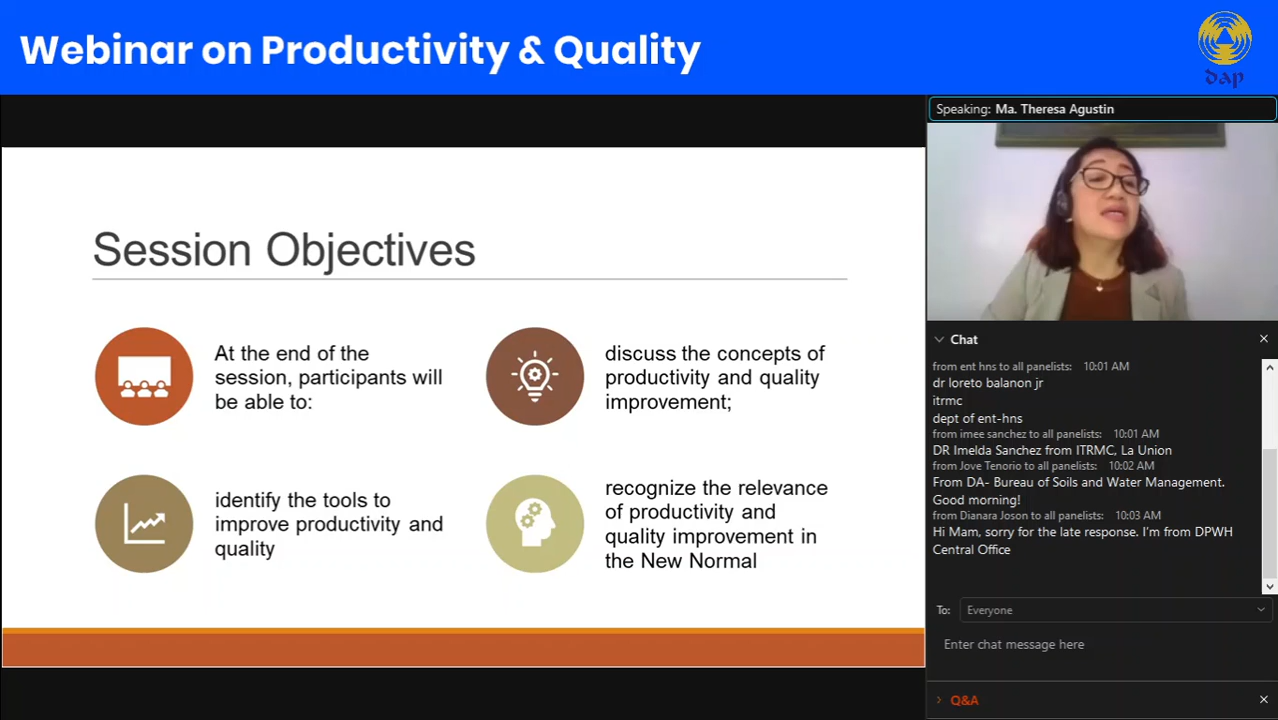 Webinar on Productivity & Quality
dap
Session Objectives
At the end of the
session, participants will
be able to:
discuss the concepts of
productivity and quality
improvement;
identify the tools to
improve productivity and
quality
recognize the relevance
of productivity and
quality improvement in
the New Normal
Speaking: Ma. Theresa Agustin
Chat
from ent hns to all panelists: 10:01 AM
dr loreto balanon jr
itrmc
dept of ent-hns
from imee sanchez to all panelists: 10:01 AM
DR Imelda Sanchez from ITRMC, La Union
from Jove Tenorio to all panelists: 10:02 AM
From DA- Bureau of Soils and Water Management.
Good morning!
from Dianara Joson to all panelists: 10:03 AM
Hi Mam, sorry for the late response. I'm from DPWH
Central Office
To: Everyone
Enter chat message here
Q&A